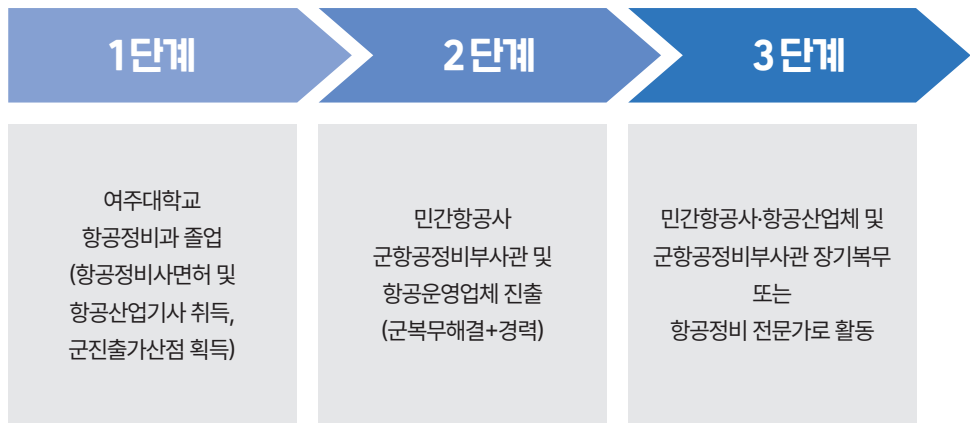 1단계
2단계
3단계
여주대학교
항공정비과 졸업
(항공정비사면허 및
항공산업기사 취득,
군진출가산점 획득)
민간항공사
군항공정비부사관 및
항공운영업체 진출
(군복무해결+경력)
민간항공사·항공산업체 및
군항공정비부사관 장기복무
또는
항공정비 전문가로 활동